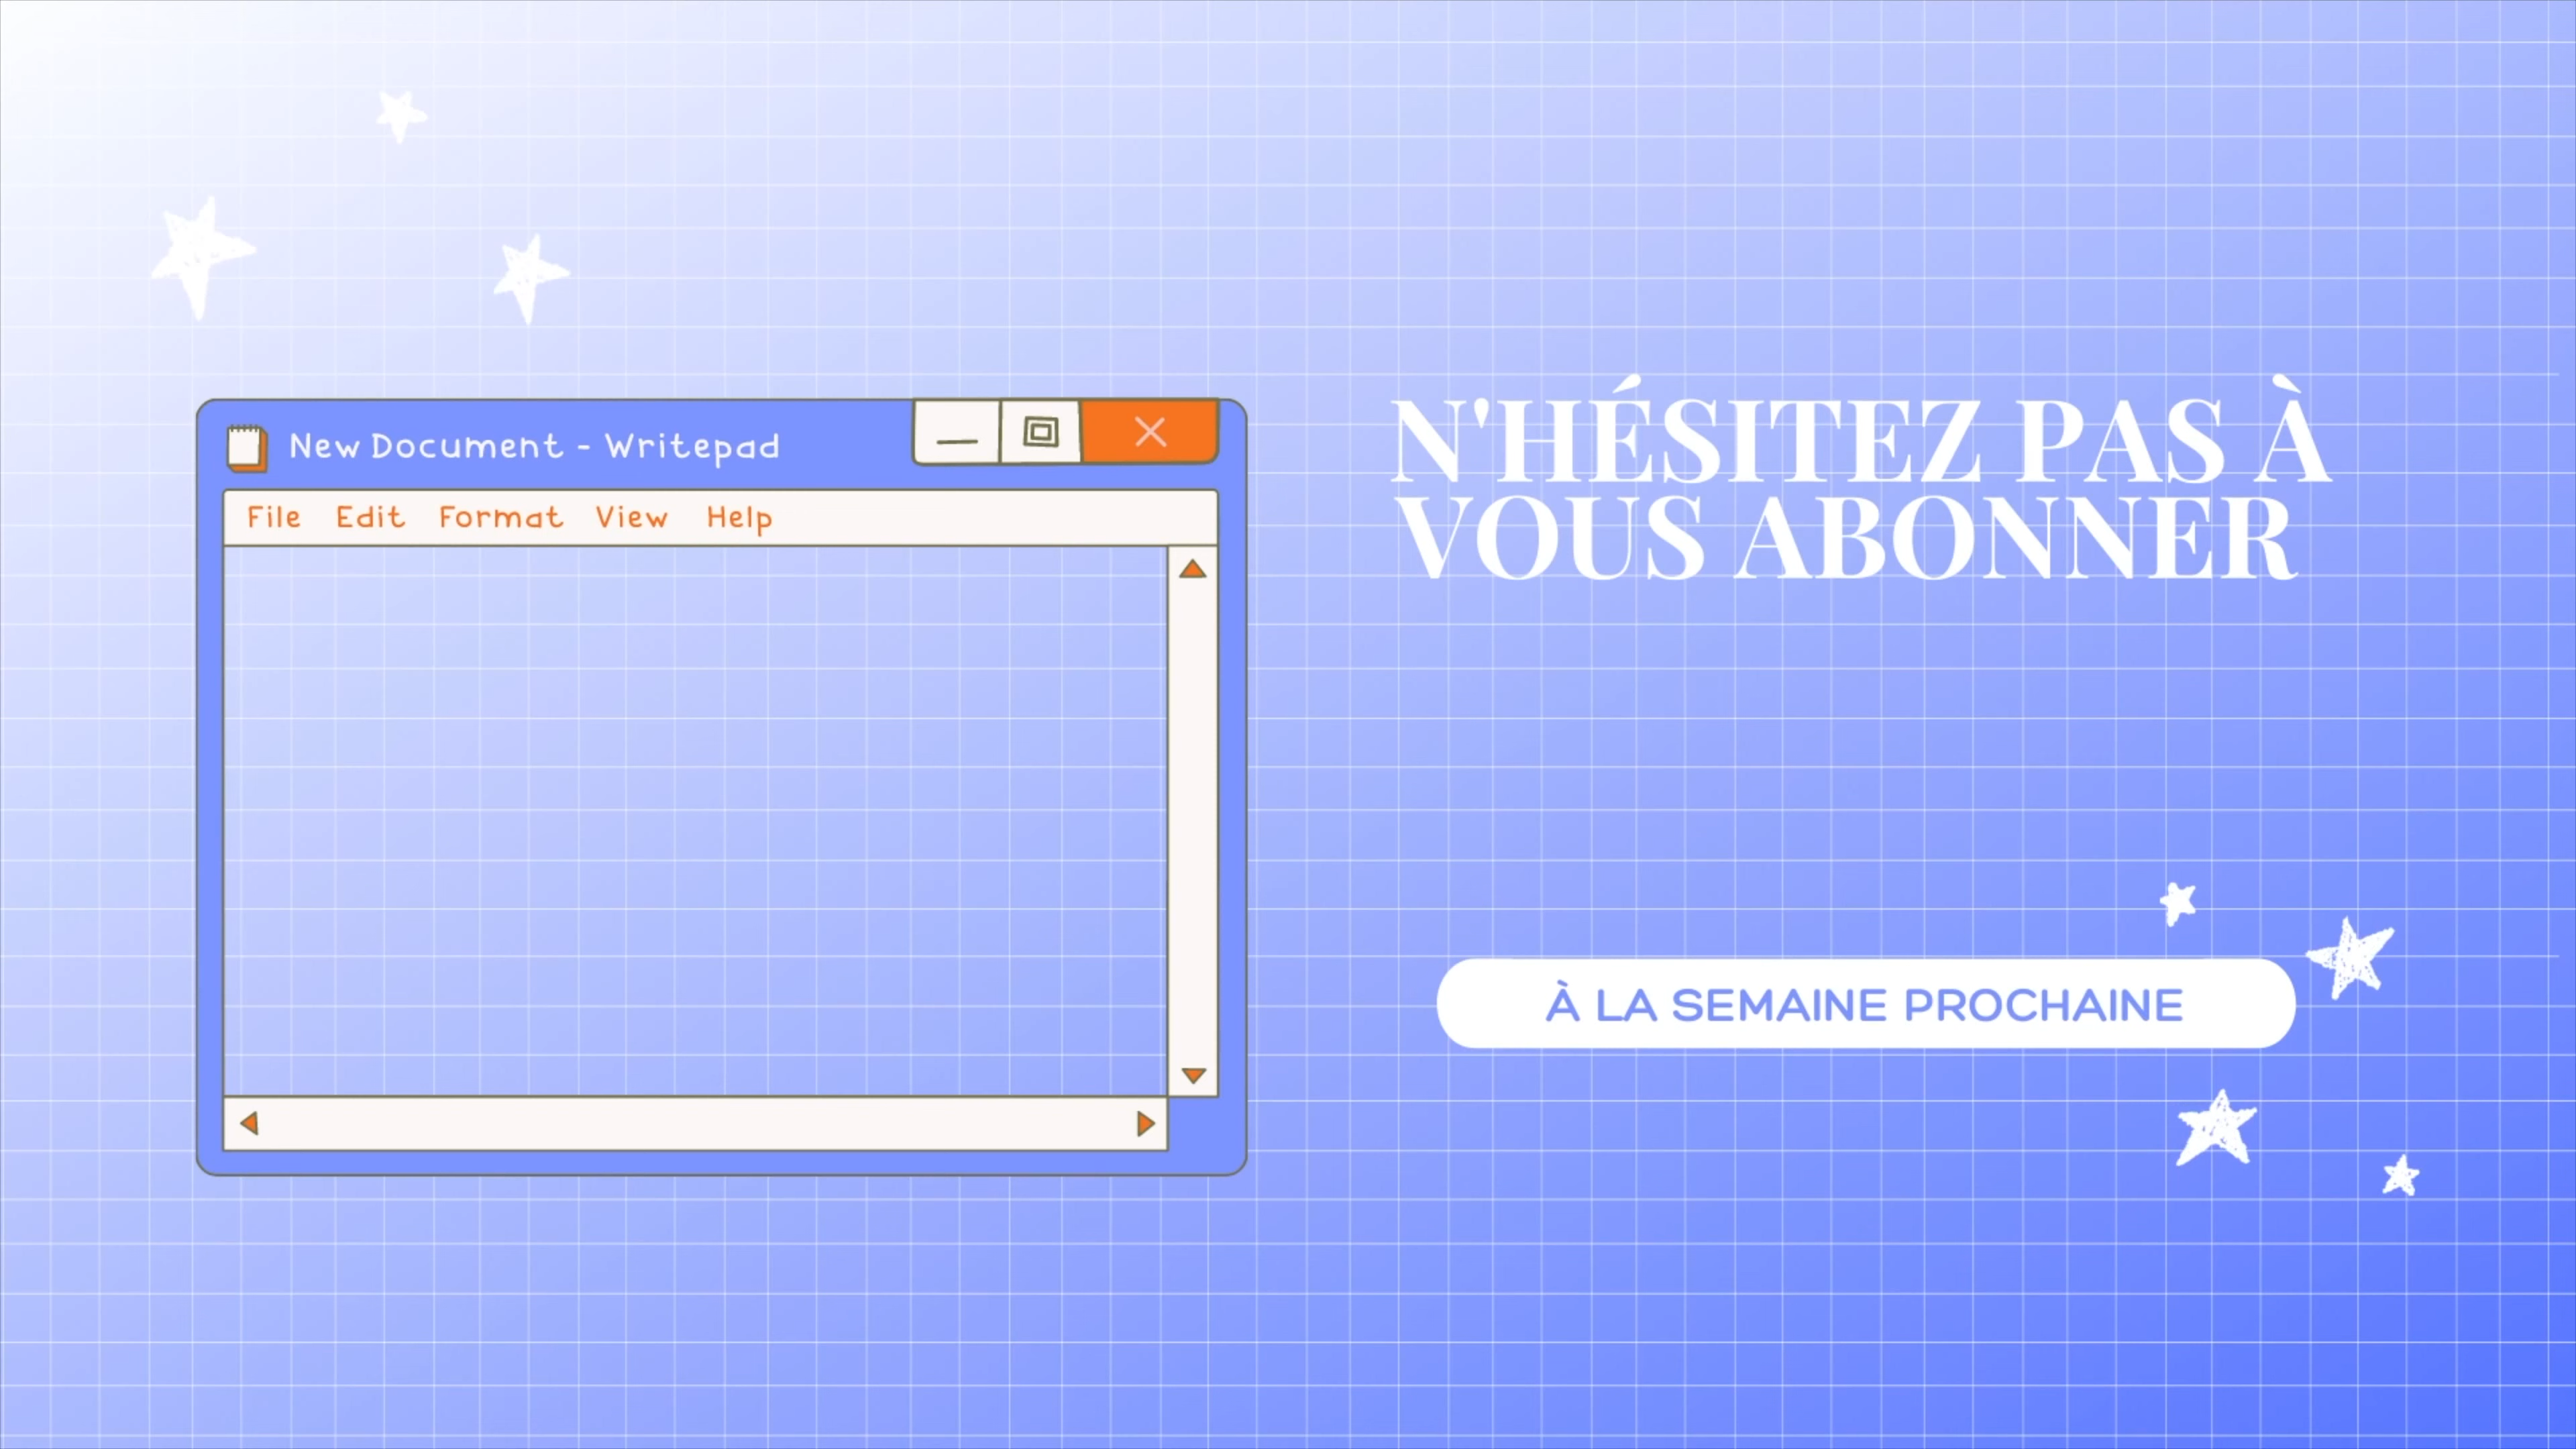 New Document - Writepad
File Edit Format View Help
N'HÉSITEZ PAS À
VOUS ABONNER
À LA SEMAINE PROCHAINE